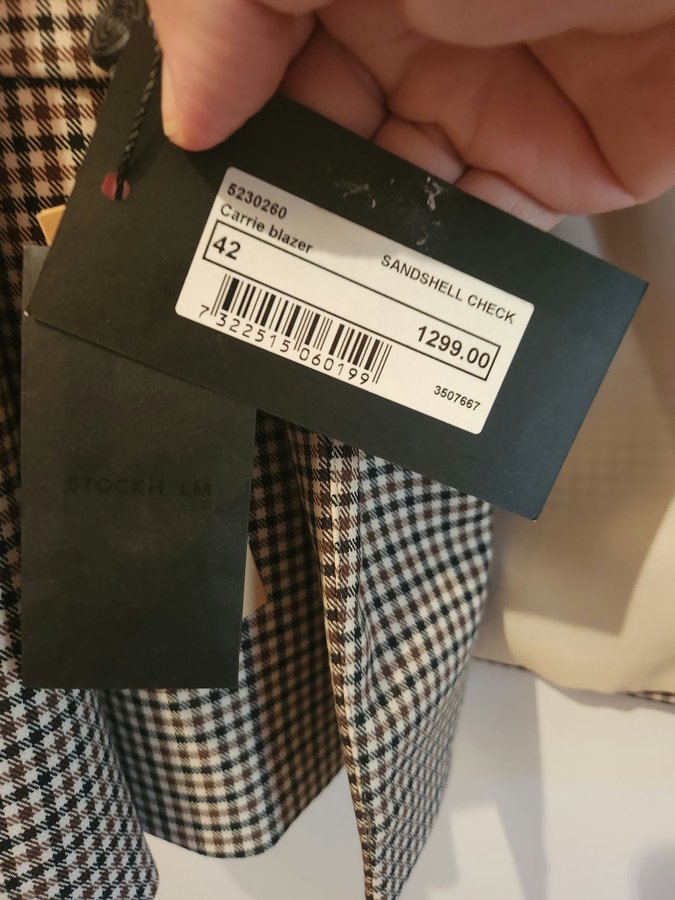 5230260
Carrie blazer
42
SANDSHELL CHECK
1299.00
7 322515 060199
3507667
STOCKH LM